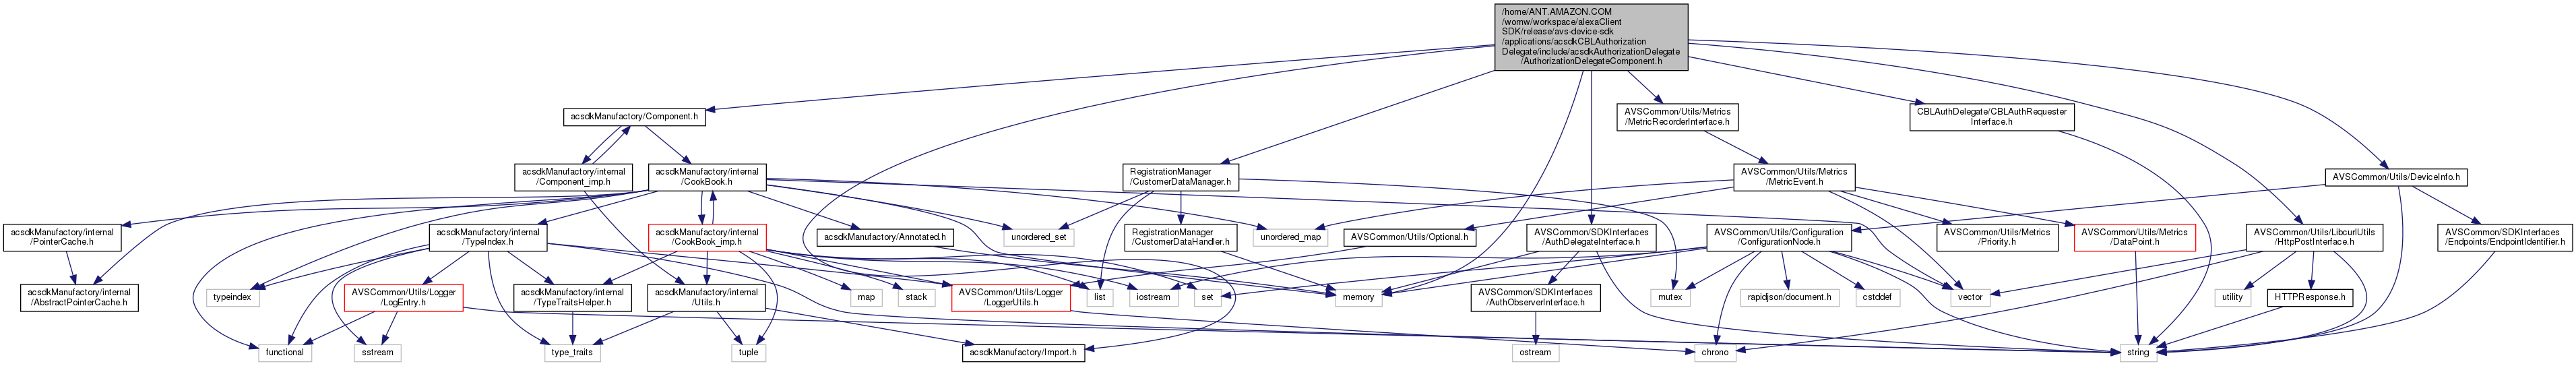 /home/ANT.AMAZON.COM
/womw/workspace/alexaClient
SDK/release/avs-device-sdk
/applications/acsdkCBLAuthorization
Delegate/include/acsdkAuthorizationDelegate
/AuthorizationDelegateComponent.h
acsdkManufactory/Component.h
AVSCommon/Utils/Metrics
/MetricRecorderInterface.h
CBLAuthDelegate/CBLAuthRequester
Interface.h
acsdkManufactory/internal
/Component_imp.h
acsdkManufactory/internal
/CookBook.h
RegistrationManager
/CustomerDataManager.h
AVSCommon/Utils/Metrics
/MetricEvent.h
AVSCommon/Utils/DeviceInfo.h
acsdkManufactory/internal
/PointerCache.h
acsdkManufactory/internal
/TypeIndex.h
acsdkManufactory/internal
/CookBook_imp.h
acsdkManufactory/Annotated.h
unordered_set
RegistrationManager
/CustomerDataHandler.h
unordered_map
AVSCommon/Utils/Optional.h
AVSCommon/SDKInterfaces
/AuthDelegateInterface.h
AVSCommon/Utils/Configuration
/ConfigurationNode.h
AVSCommon/Utils/Metrics
/Priority.h
AVSCommon/Utils/Metrics
/DataPoint.h
AVSCommon/Utils/LibcurlUtils
/HttpPostInterface.h
AVSCommon/SDKInterfaces
/Endpoints/EndpointIdentifier.h
acsdkManufactory/internal
/AbstractPointerCache.h
typeindex
AVSCommon/Utils/Logger
/LogEntry.h
acsdkManufactory/internal
/TypeTraitsHelper.h
acsdkManufactory/internal
/Utils.h
map
stack
AVSCommon/Utils/Logger
/LoggerUtils.h
list
iostream
set
memory
AVSCommon/SDKInterfaces
/AuthObserverInterface.h
mutex
rapidjson/document.h
cstddef
vector
utility
HTTPResponse.h
functional
sstream
type_traits
tuple
acsdkManufactory/Import.h
ostream
chrono
string